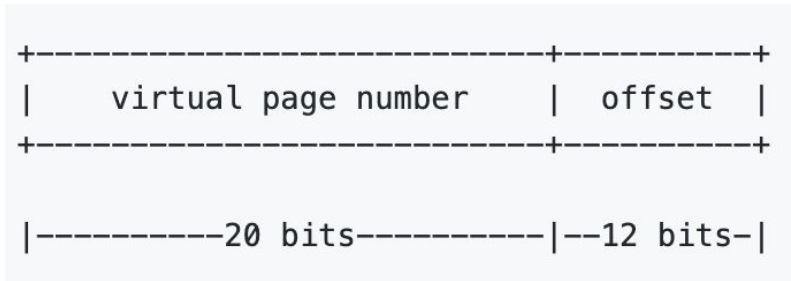 +---------------------------+----------+
|    virtual page number    |  offset  |
+---------------------------+----------+
|----------20 bits----------|--12 bits-|